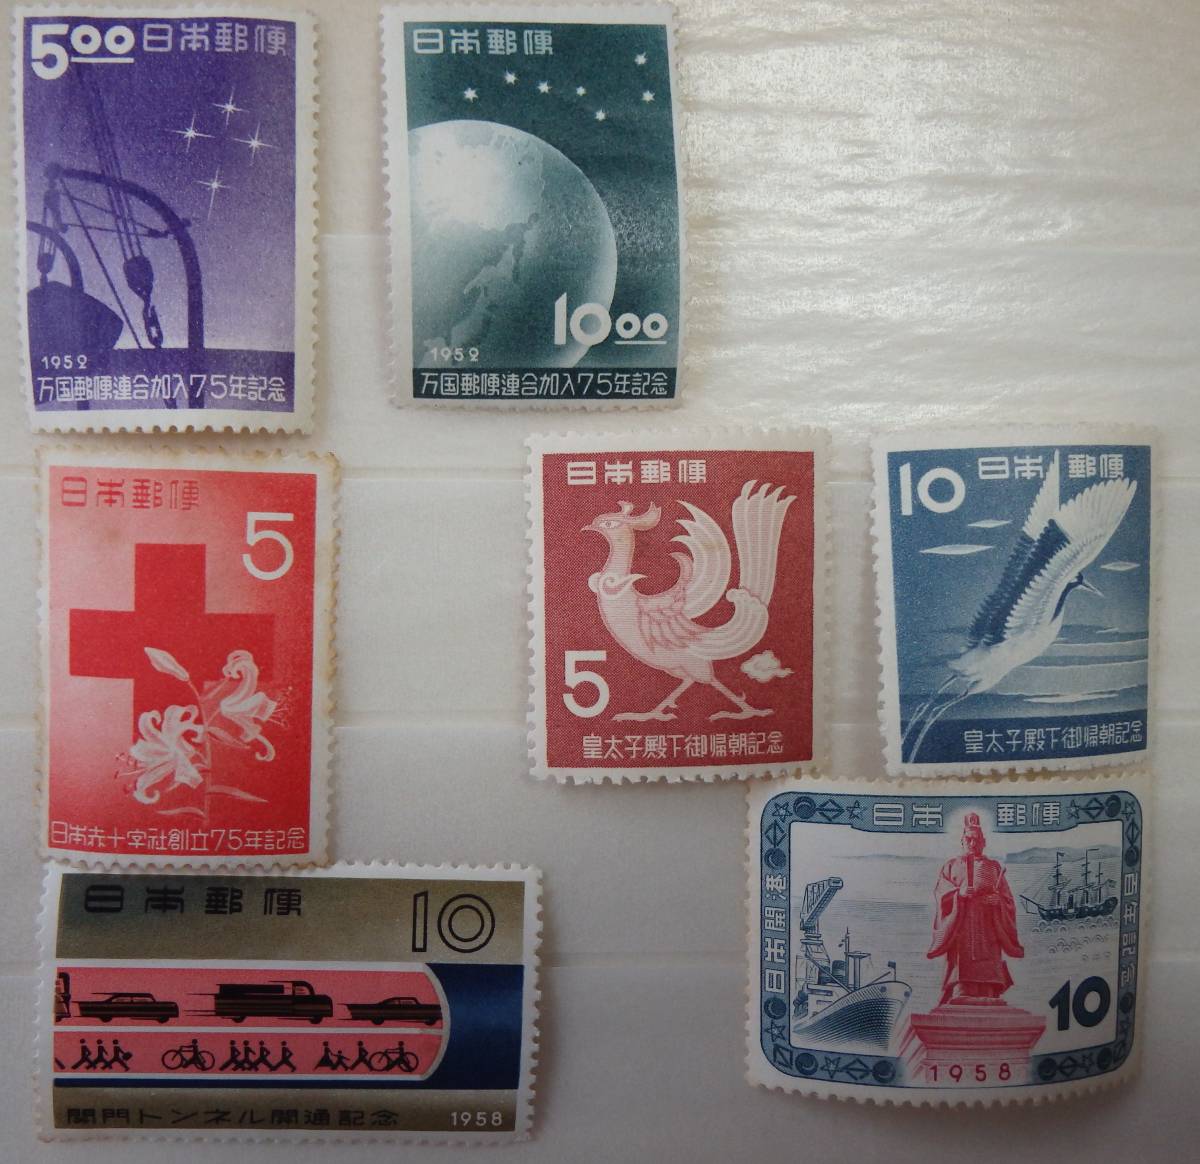 5.00 日本郵便
1952
万国郵便連合加入75年記念
日本郵便
10.00
1952
万国郵便連合加入75年記念
日本郵便
5
日本赤十字社創立75年記念
日本郵便
5
皇太子殿下御帰朝記念
10 日本郵便
皇太子殿下御帰朝記念
日本郵便
10
関門トンネル開通記念 1958
日本郵便
日本開港
百年記念
10
1958